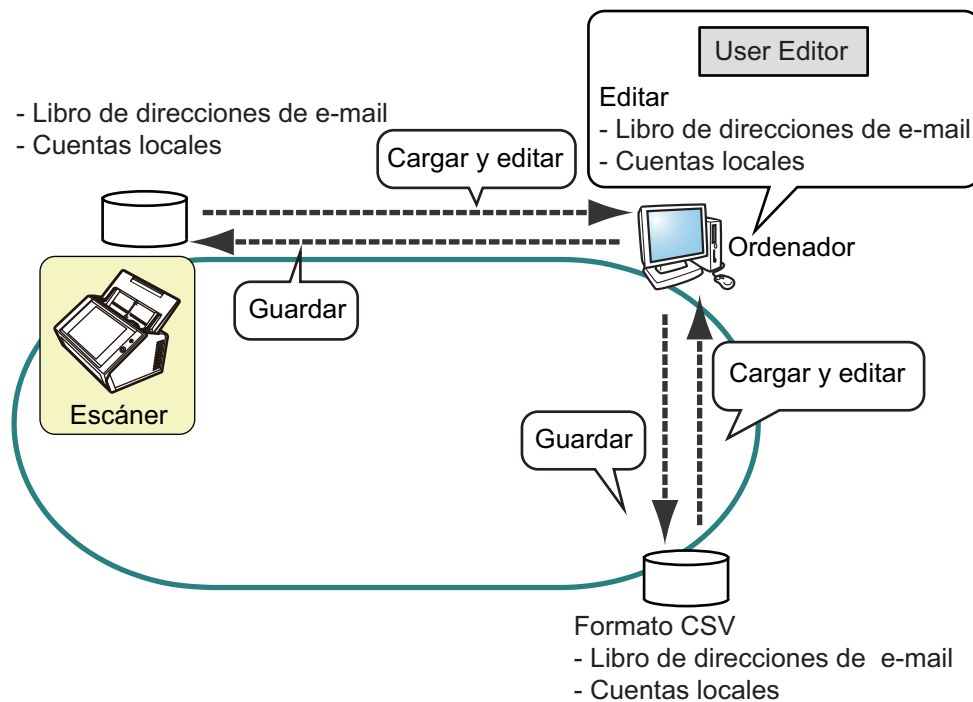 User Editor
Editar
- Libro de direcciones de e-mail
- Cuentas locales
- Libro de direcciones de e-mail
- Cuentas locales
Cargar y editar
Ordenador
Guardar
Escáner
Cargar y editar
Guardar
Formato CSV
- Libro de direcciones de  e-mail
- Cuentas locales